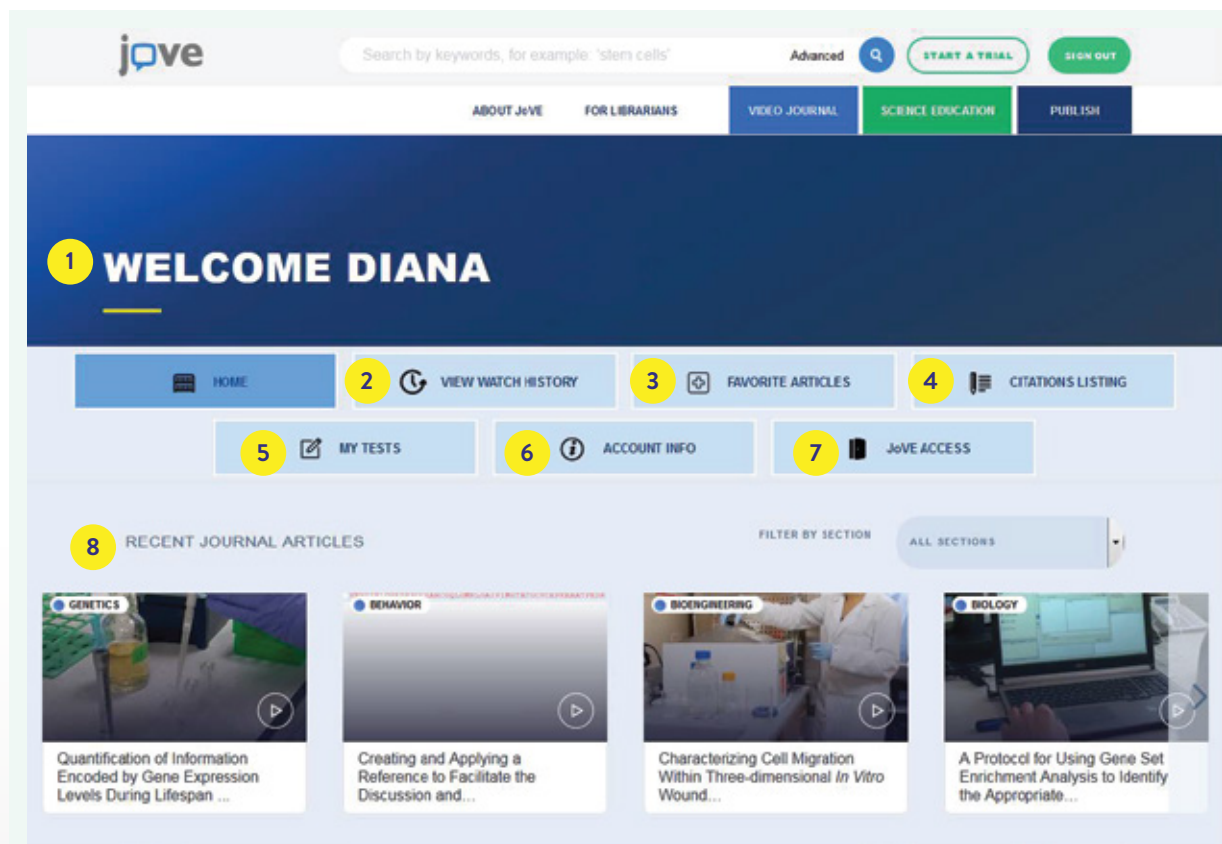 jove
Search by keywords, for example: 'stem cells'
Advanced
START A TRIAL
SIGN OUT
ABOUT JoVE
FOR LIBRARIANS
VIDEO JOURNAL
SCIENCE EDUCATION
PUBLISH
1
WELCOME DIANA
HOME
2
VIEW WATCH HISTORY
3
FAVORITE ARTICLES
4
CITATIONS LISTING
5
MY TESTS
6
ACCOUNT INFO
7
JoVE ACCESS
8
RECENT JOURNAL ARTICLES
FILTER BY SECTION
ALL SECTIONS
GENETICS
Quantification of Information
Encoded by Gene Expression
Levels During Lifespan ...
BEHAVIOR
Creating and Applying a
Reference to Facilitate the
Discussion and...
BIOENGINEERING
Characterizing Cell Migration
Within Three-dimensional In Vitro
Wound...
BIOLOGY
A Protocol for Using Gene Set
Enrichment Analysis to Identify
the Appropriate...